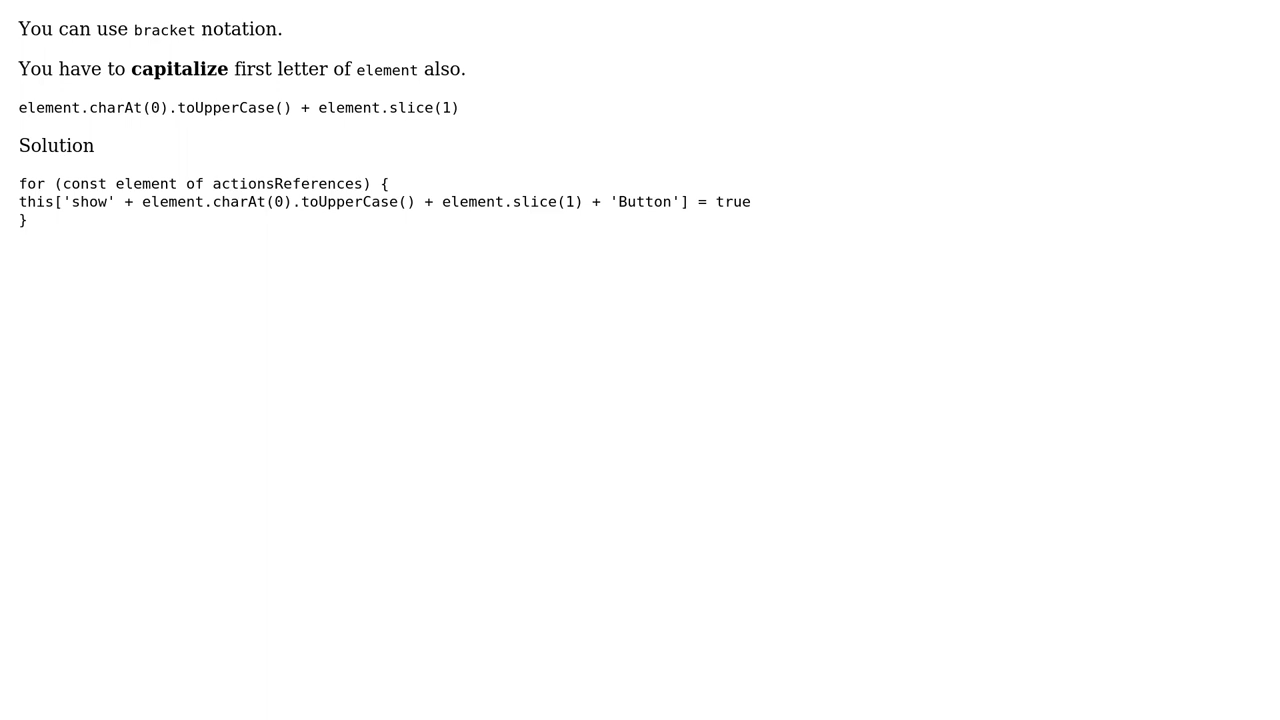 You can use bracket notation.
You have to capitalize first letter of element also.
element.charAt(0).toUpperCase() + element.slice(1)
Solution
for (const element of actionsReferences) {
this['show' + element.charAt(0).toUpperCase() + element.slice(1) + 'Button'] = true
}